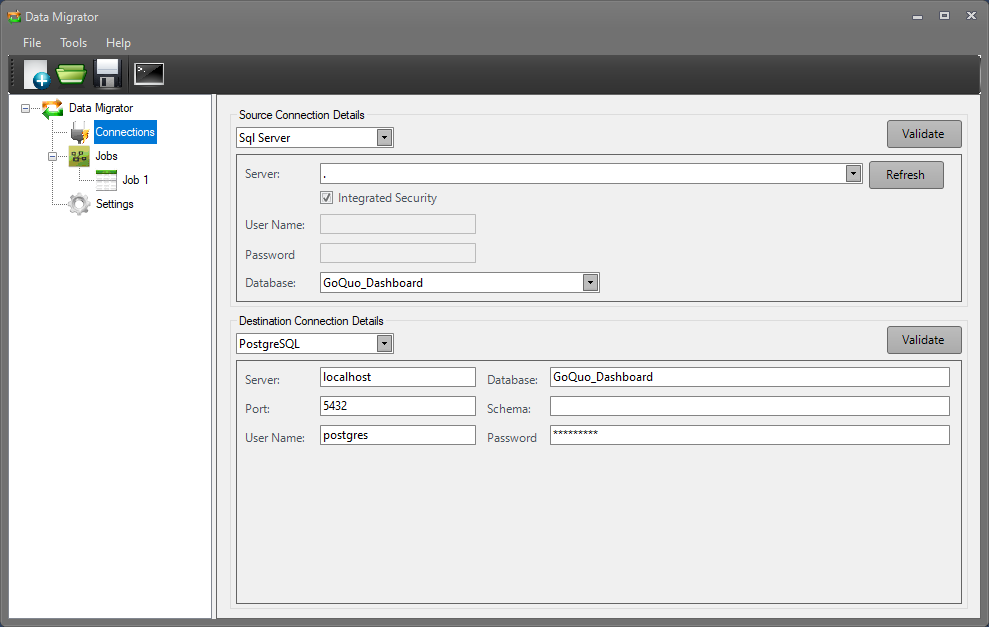 Data Migrator
File Tools Help
>_
Data Migrator
Connections
Jobs
Job 1
Settings
Source Connection Details
Sql Server
Validate
Server: .
Refresh
Integrated Security
User Name:
Password
Database: GoQuo_Dashboard
Destination Connection Details
PostgreSQL
Validate
Server: localhost Database: GoQuo_Dashboard
Port: 5432 Schema:
User Name: postgres Password *********